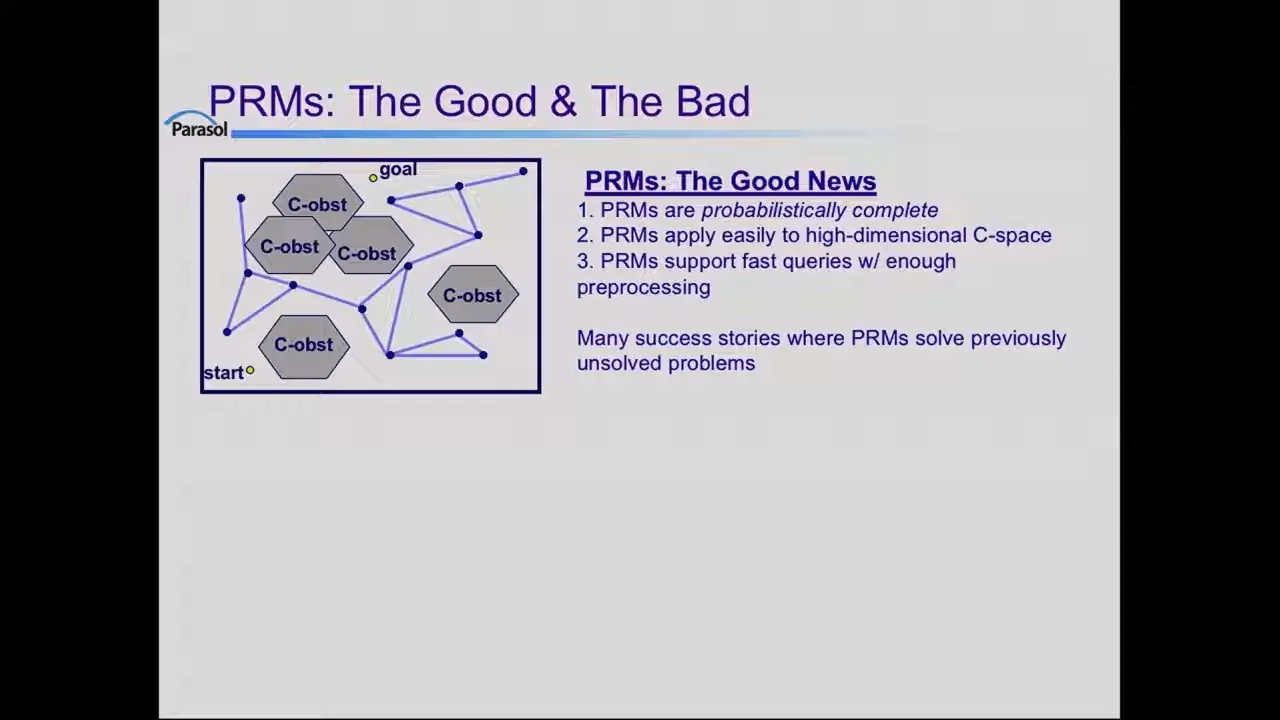 PRMs: The Good & The Bad
Parasol
goal
C-obst
C-obst
C-obst
C-obst
C-obst
start
PRMs: The Good News
1. PRMs are probabilistically complete
2. PRMs apply easily to high-dimensional C-space
3. PRMs support fast queries w/ enough
preprocessing
Many success stories where PRMs solve previously
unsolved problems